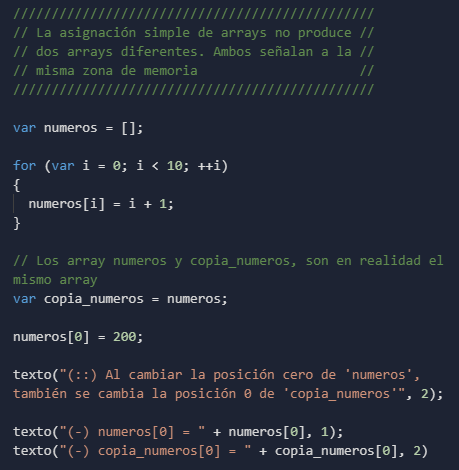 ///////////////////////////////////////////////
// La asignación simple de arrays no produce //
// dos arrays diferentes. Ambos señalan a la //
// misma zona de memoria                     //
///////////////////////////////////////////////
var numeros = [];
for (var i = 0; i < 10; ++i)
{
  numeros[i] = i + 1;
}
// Los array numeros y copia_numeros, son en realidad el
mismo array
var copia_numeros = numeros;
numeros[0] = 200;
texto("(::) Al cambiar la posición cero de 'numeros',
también se cambia la posición 0 de 'copia_numeros'", 2);
texto("(-) numeros[0] = " + numeros[0], 1);
texto("(-) copia_numeros[0] = " + copia_numeros[0], 2)